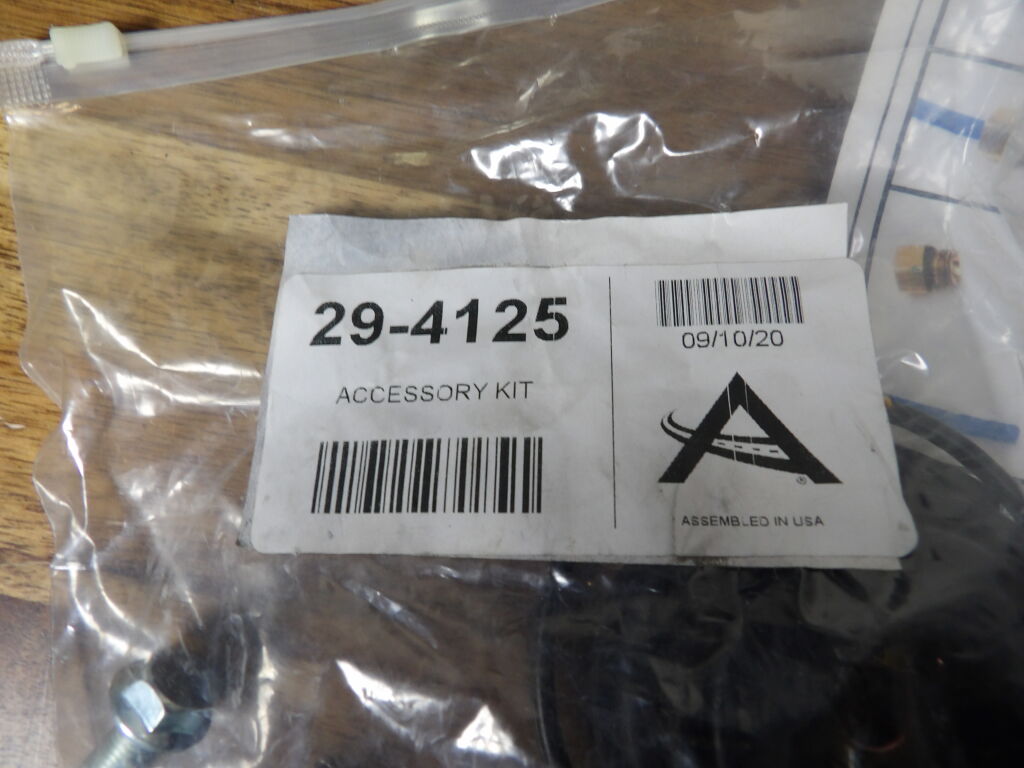 29-4125
ACCESSORY KIT
09/10/20
®
ASSEMBLED IN USA